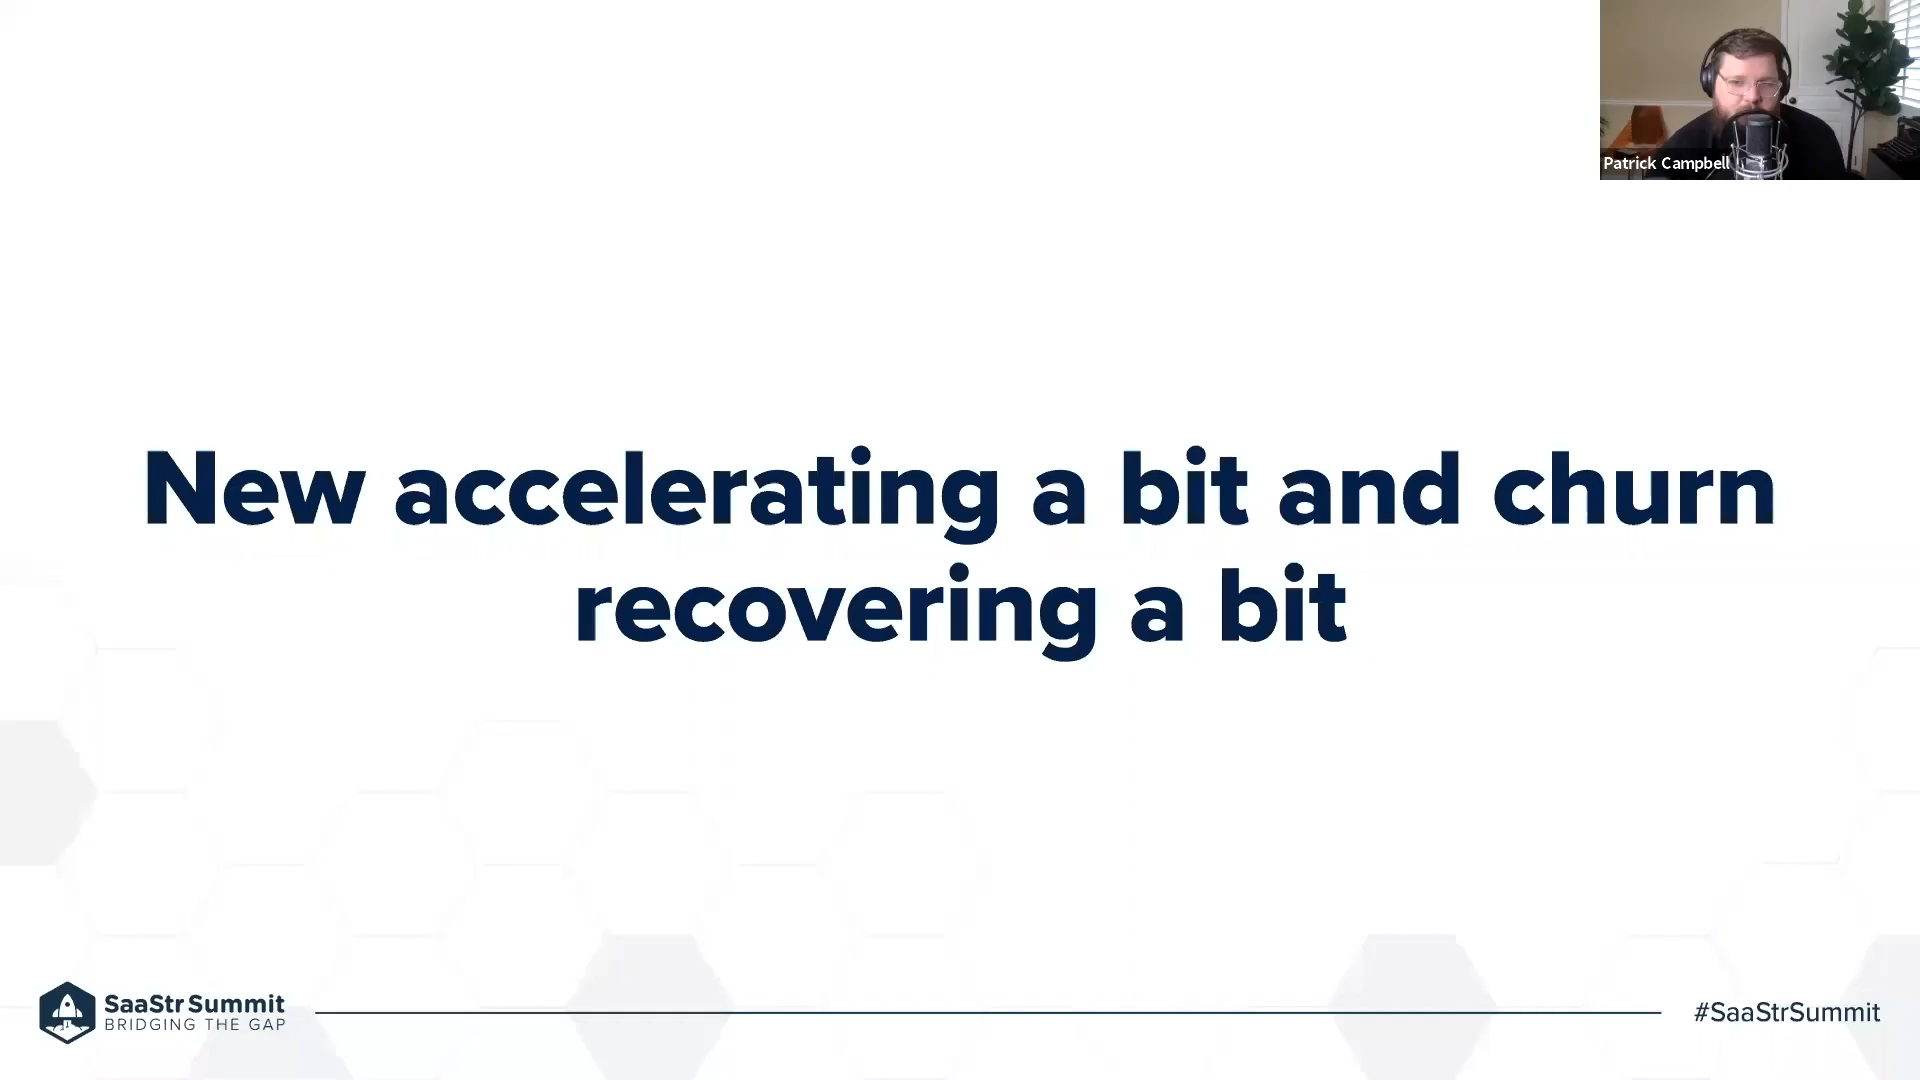 Patrick Campbell
New accelerating a bit and churn
recovering a bit
SaaStr Summit
BRIDGING THE GAP
#SaaStrSummit